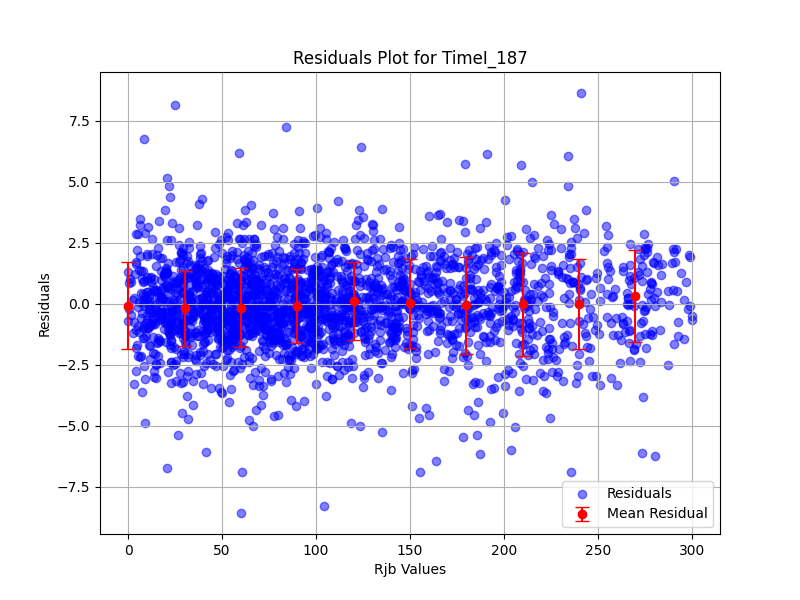 Residuals Plot for TimeI_187
Residuals
7.5
5.0
2.5
0.0
−2.5
−5.0
−7.5
0 50 100 150 200 250 300
Rjb Values
Residuals
Mean Residual